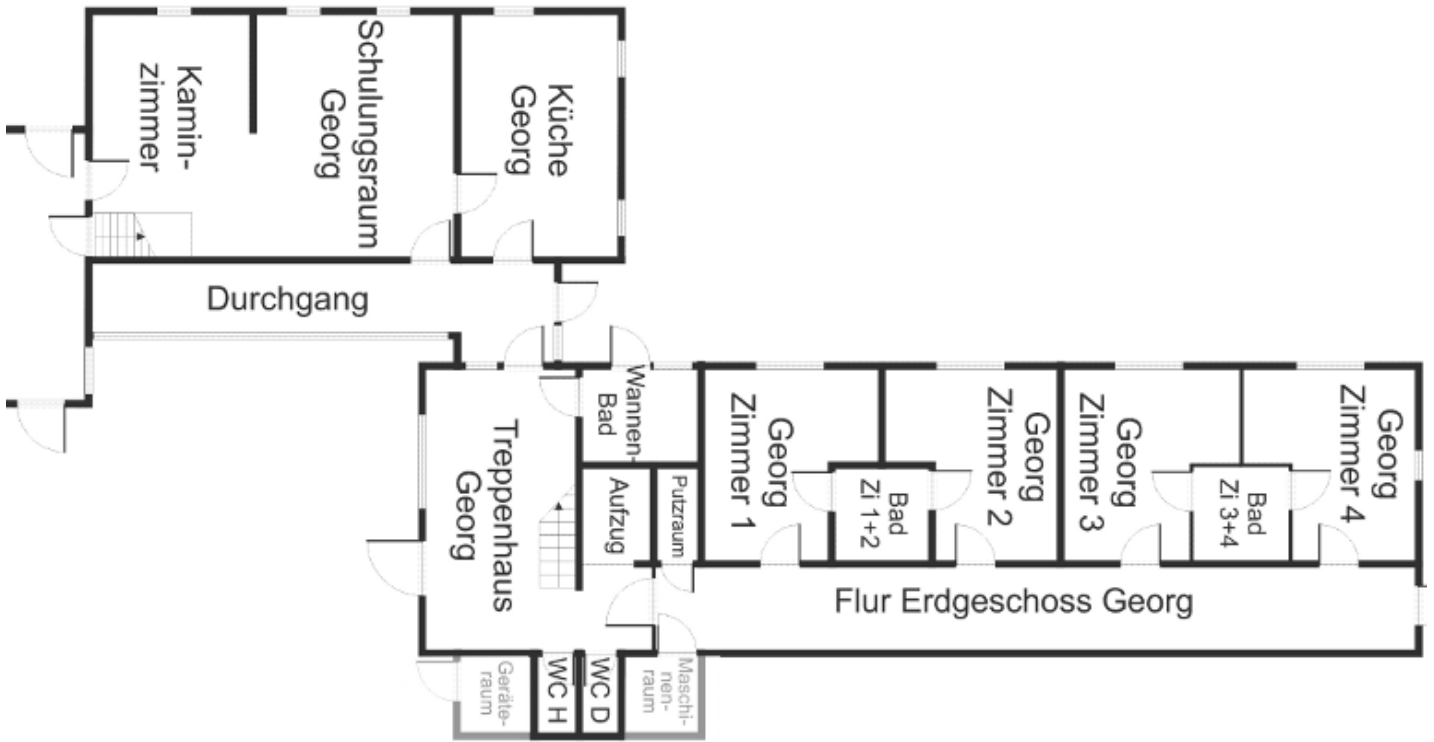 Kamin-
zimmer
Schulungsraum
Georg
Küche
Georg
Durchgang
Wannen-
Bad
Treppenhaus
Georg
Aufzug
Putzraum
Georg
Zimmer 1
Bad
Zi 1+2
Georg
Zimmer 2
Georg
Zimmer 3
Bad
Zi 3+4
Georg
Zimmer 4
Flur Erdgeschoss Georg
Geräte-
raum
WC H
WC D
Maschi-
nen-
raum